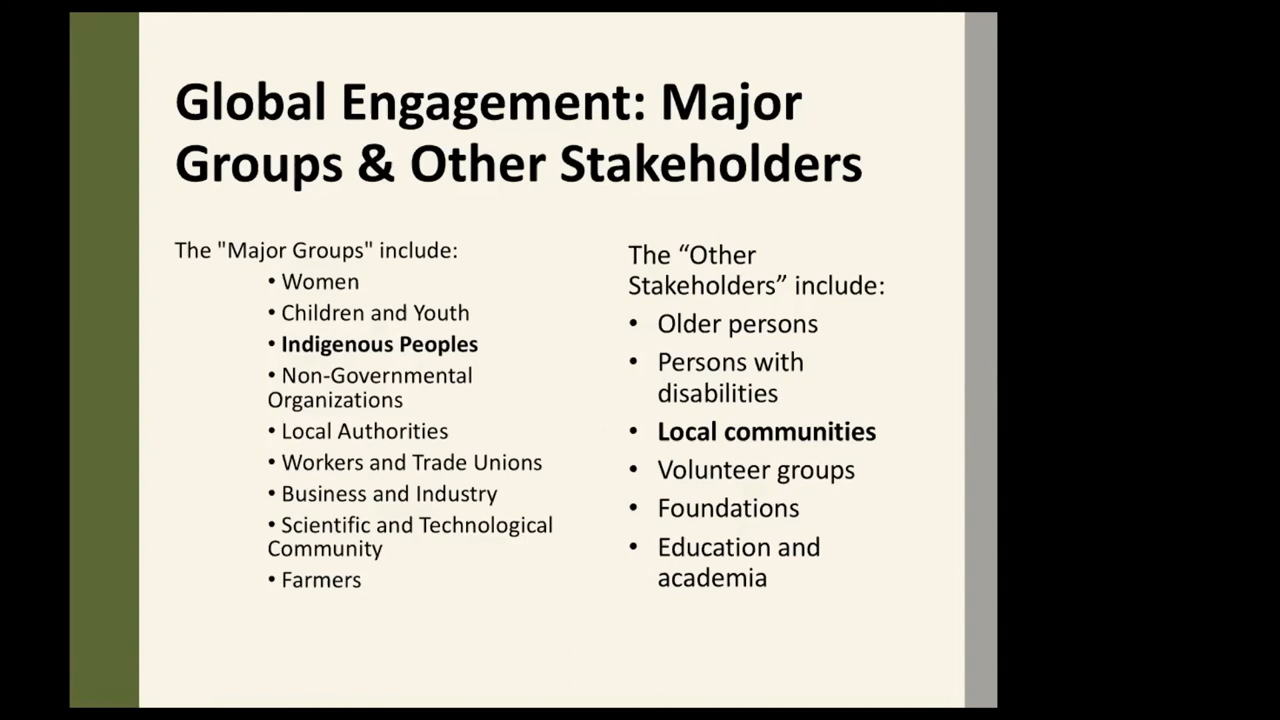 Global Engagement: Major
Groups & Other Stakeholders
The "Major Groups" include:
• Women
• Children and Youth
• Indigenous Peoples
• Non-Governmental
Organizations
• Local Authorities
• Workers and Trade Unions
• Business and Industry
• Scientific and Technological
Community
• Farmers
The “Other
Stakeholders” include:
• Older persons
• Persons with
disabilities
• Local communities
• Volunteer groups
• Foundations
• Education and
academia